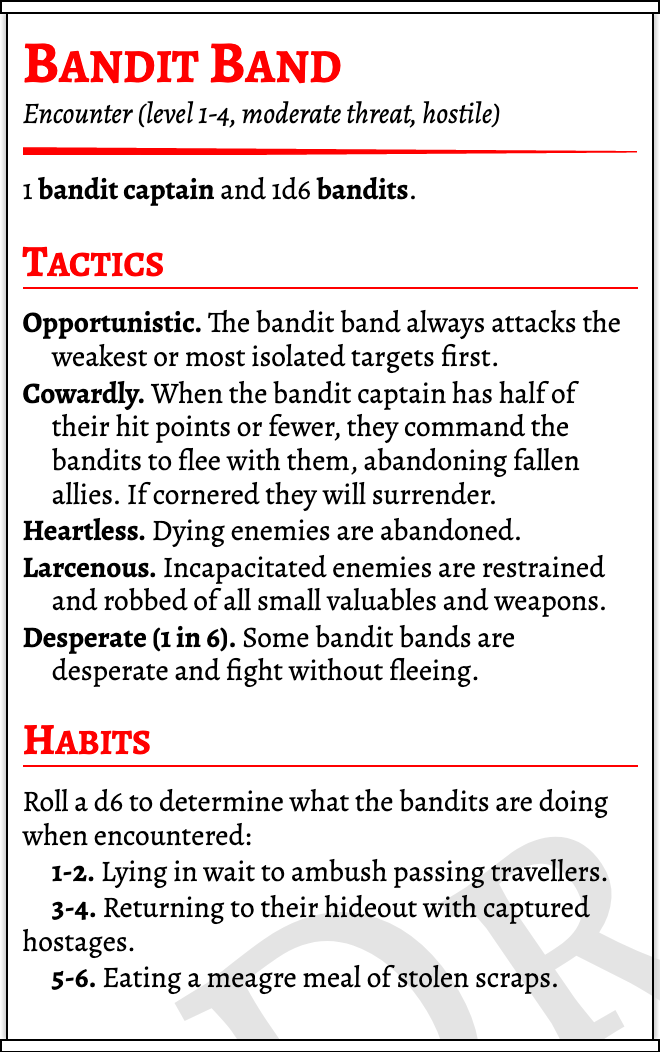 BANDIT BAND
Encounter (level 1-4, moderate threat, hostile)
1 bandit captain and 1d6 bandits.
TACTICS
Opportunistic. The bandit band always attacks the
weakest or most isolated targets first.
Cowardly. When the bandit captain has half of
their hit points or fewer, they command the
bandits to flee with them, abandoning fallen
allies. If cornered they will surrender.
Heartless. Dying enemies are abandoned.
Larcenous. Incapacitated enemies are restrained
and robbed of all small valuables and weapons.
Desperate (1 in 6). Some bandit bands are
desperate and fight without fleeing.
HABITS
Roll a d6 to determine what the bandits are doing
when encountered:
1-2. Lying in wait to ambush passing travellers.
3-4. Returning to their hideout with captured
hostages.
5-6. Eating a meagre meal of stolen scraps.
DR